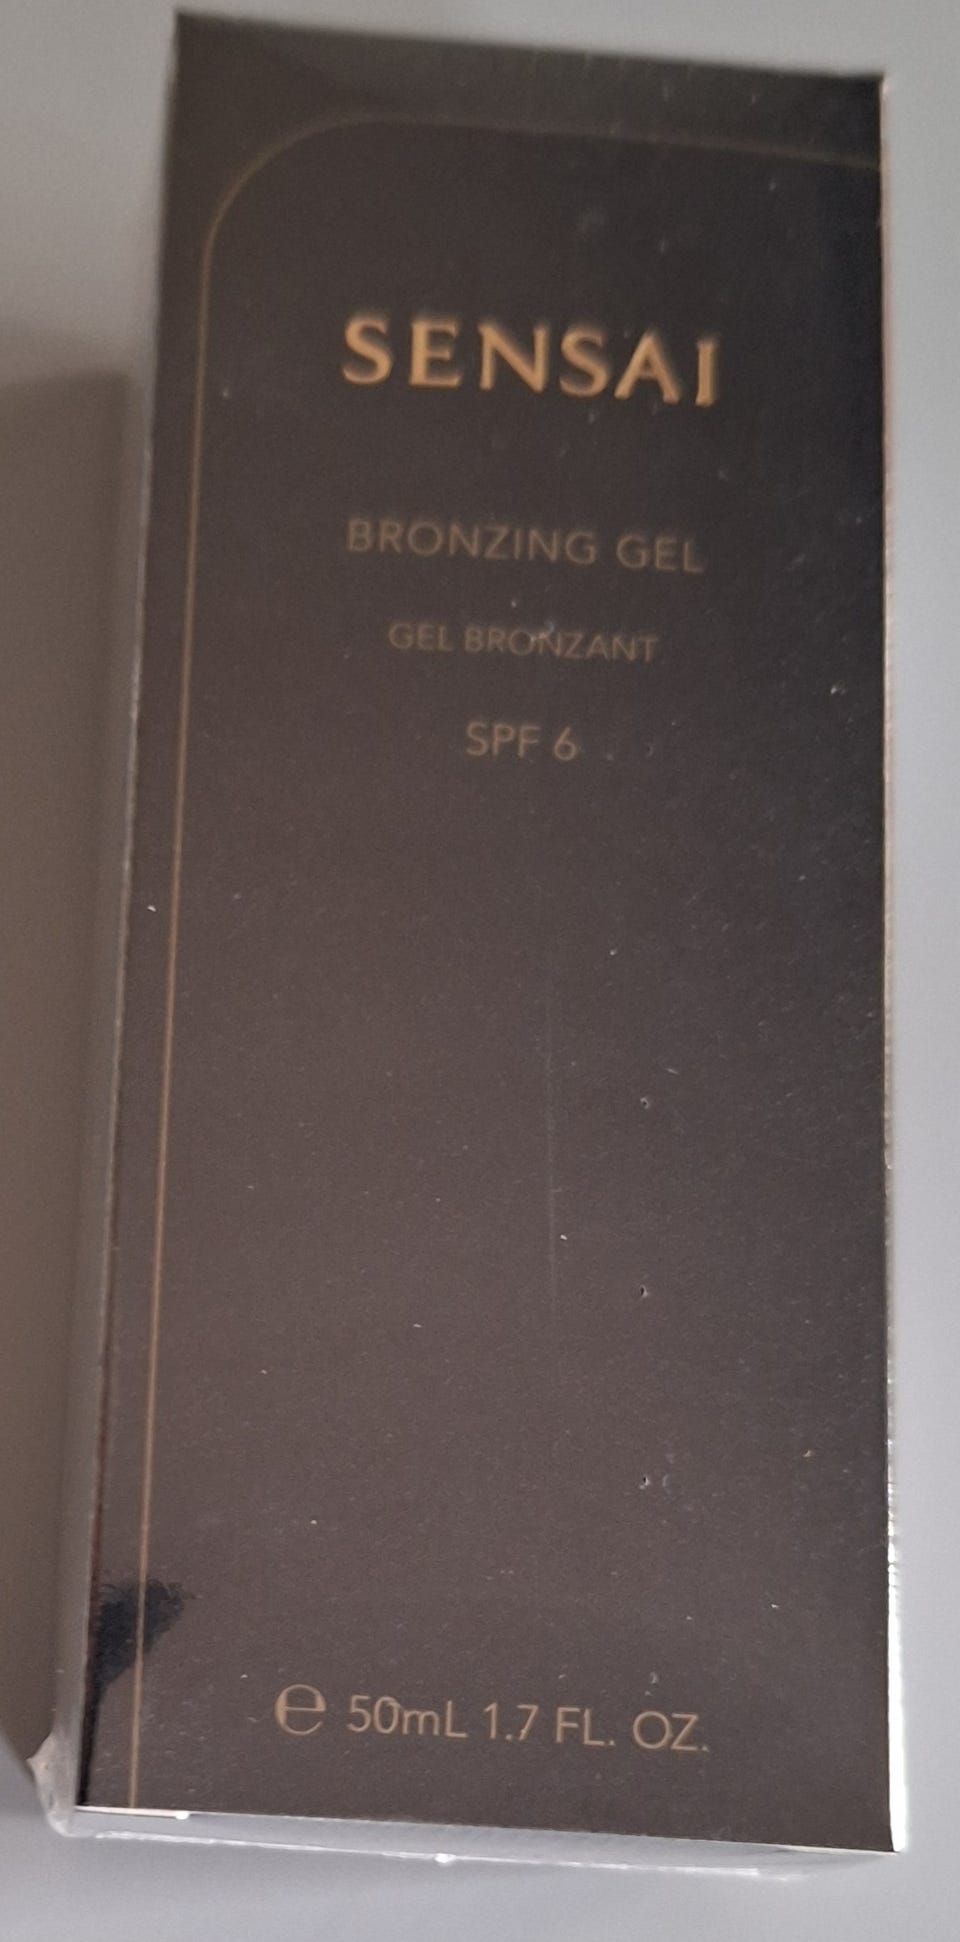 SENSAI
BRONZING GEL
GEL BRONZANT
SPF 6
℮ 50mL 1.7 FL. OZ.